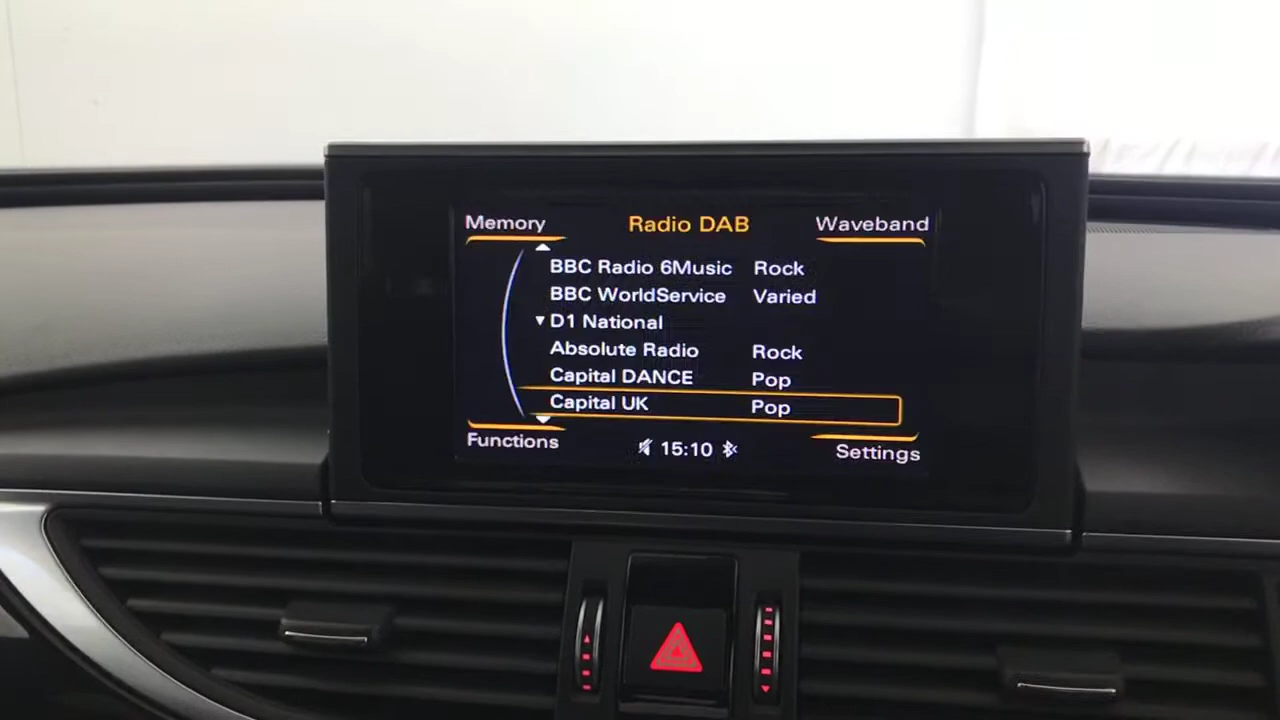 Memory Radio DAB Waveband
BBC Radio 6Music Rock
BBC WorldService Varied
D1 National
Absolute Radio Rock
Capital DANCE Pop
Capital UK Pop
Functions 15:10 Settings